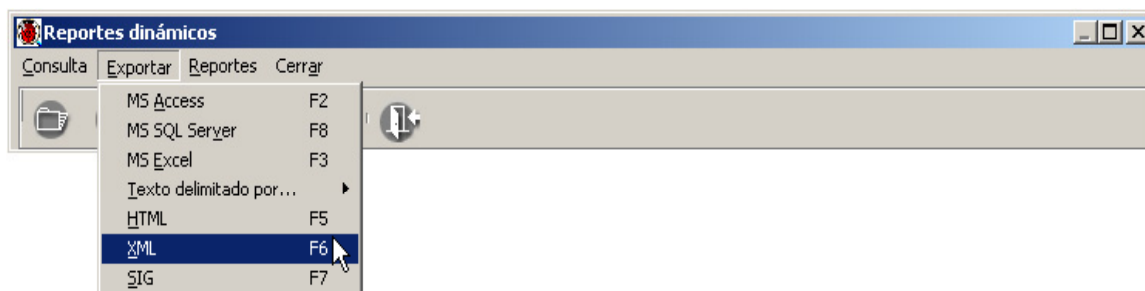 Reportes dinámicos
Consulta Exportar Reportes Cerrar
MS Access F2
MS SQL Server F8
MS Excel F3
Texto delimitado por...
HTML F5
XML F6
SIG F7